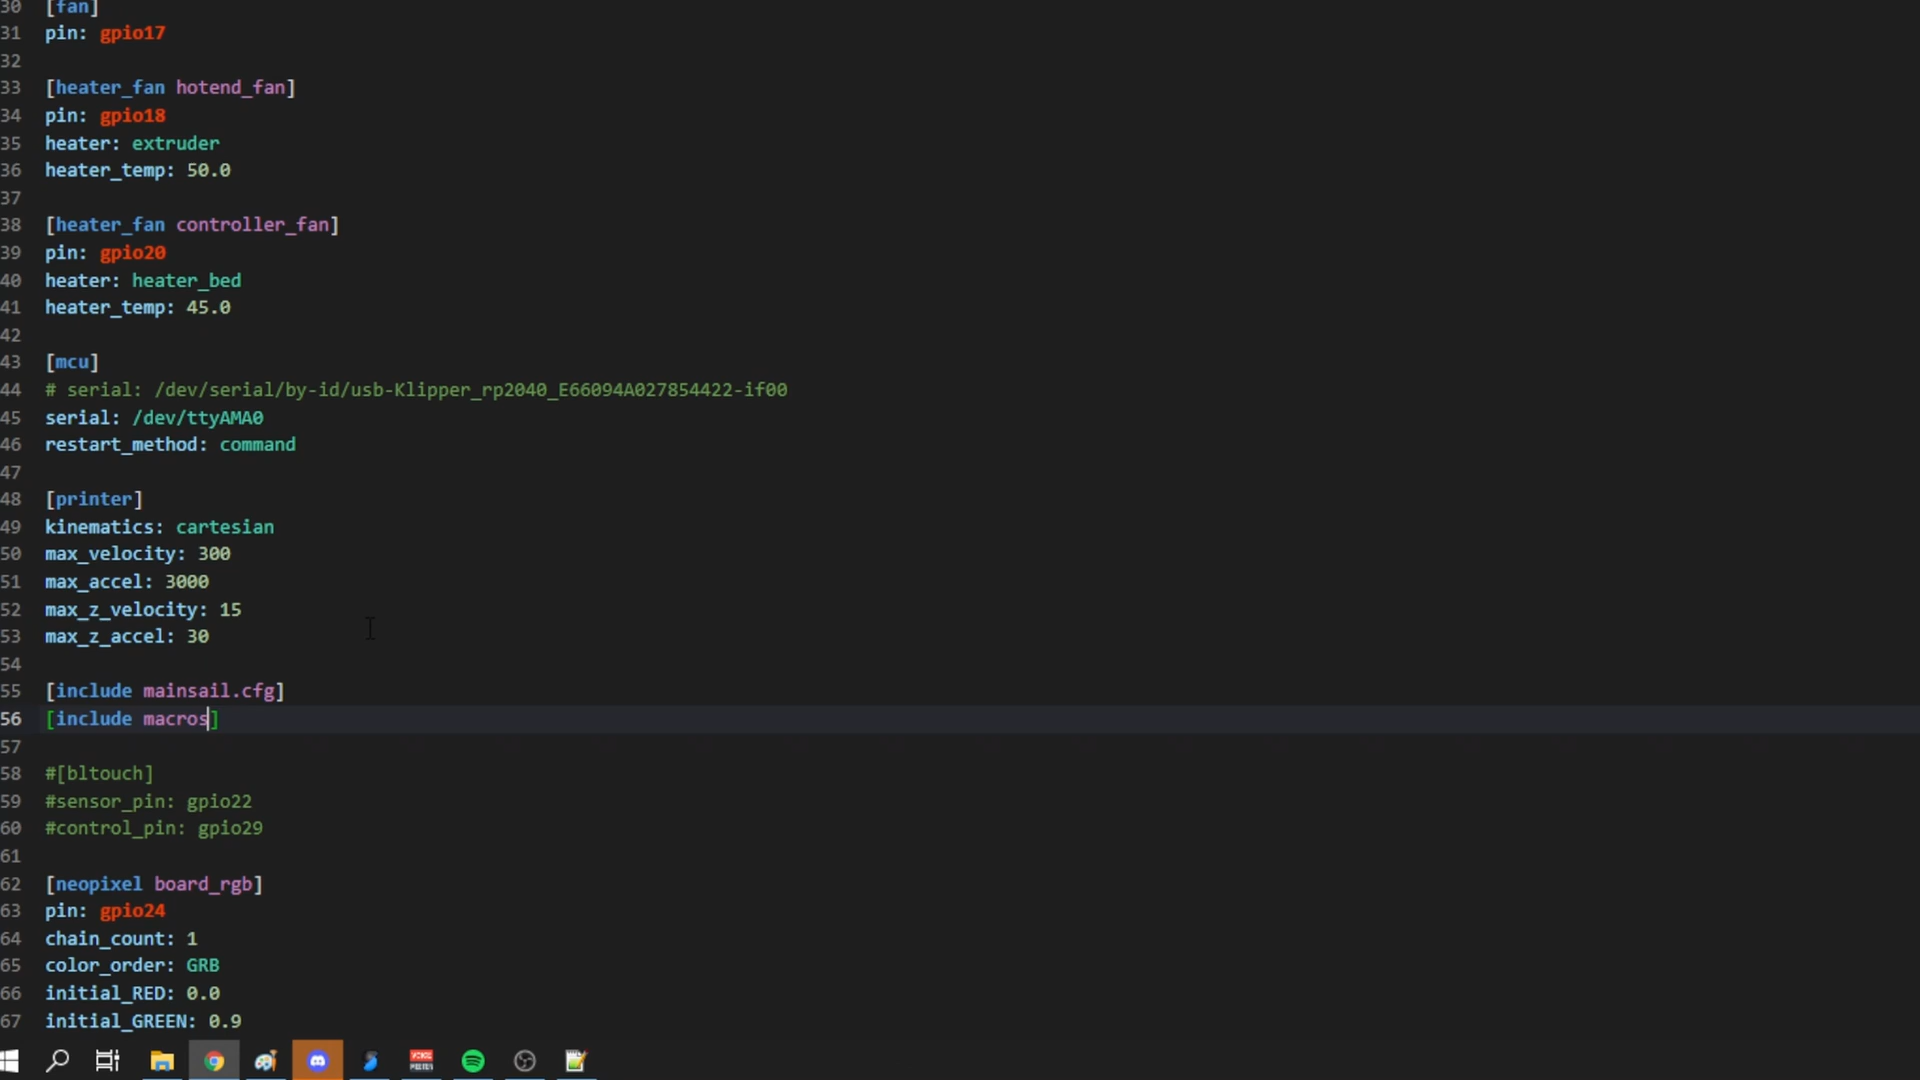 30 [fan]
31 pin: gpio17
32
33 [heater_fan hotend_fan]
34 pin: gpio18
35 heater: extruder
36 heater_temp: 50.0
37
38 [heater_fan controller_fan]
39 pin: gpio20
40 heater: heater_bed
41 heater_temp: 45.0
42
43 [mcu]
44 # serial: /dev/serial/by-id/usb-Klipper_rp2040_E66094A027854422-if00
45 serial: /dev/ttyAMA0
46 restart_method: command
47
48 [printer]
49 kinematics: cartesian
50 max_velocity: 300
51 max_accel: 3000
52 max_z_velocity: 15
53 max_z_accel: 30
54
55 [include mainsail.cfg]
56 [include macros]
57
58 #[bltouch]
59 #sensor_pin: gpio22
60 #control_pin: gpio29
61
62 [neopixel board_rgb]
63 pin: gpio24
64 chain_count: 1
65 color_order: GRB
66 initial_RED: 0.0
67 initial_GREEN: 0.9